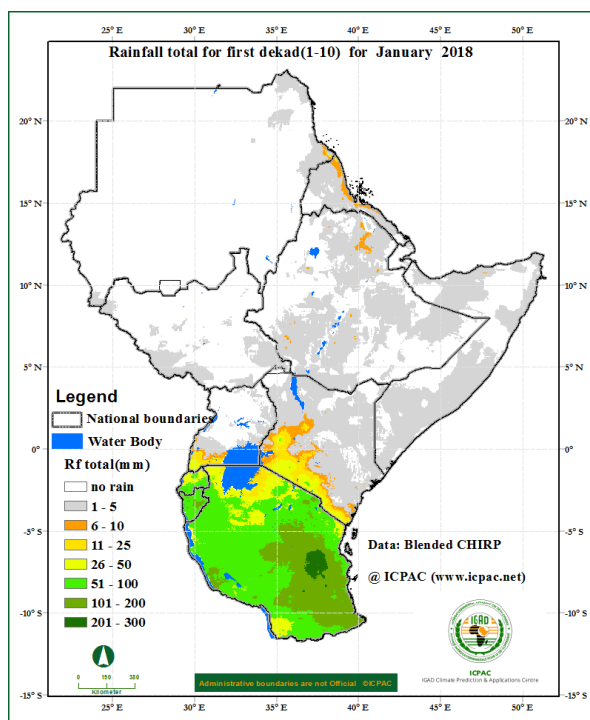 Rainfall total for first dekad(1-10) for January 2018
25° E 30° E 35° E 40° E 45° E 50° E
20° N 20° N
15° N 15° N
10° N 10° N
5° N 5° N
0° 0°
-5° S -5° S
-10° S -10° S
-15 S -15 S
Legend
National boundaries
Water Body
Rf total(mm)
no rain
1 - 5
6 - 10
11 - 25
26 - 50
51 - 100
101 - 200
201 - 300
Data: Blended CHIRP
@ ICPAC (www.icpac.net)
IGAD
ICPAC
IGAD Climate Prediction & Applications Centre
0 150 300
Kilometer
Administrative boundaries are not Official ©ICPAC
25° E 30° E 35° E 40° E 45° E 50° E